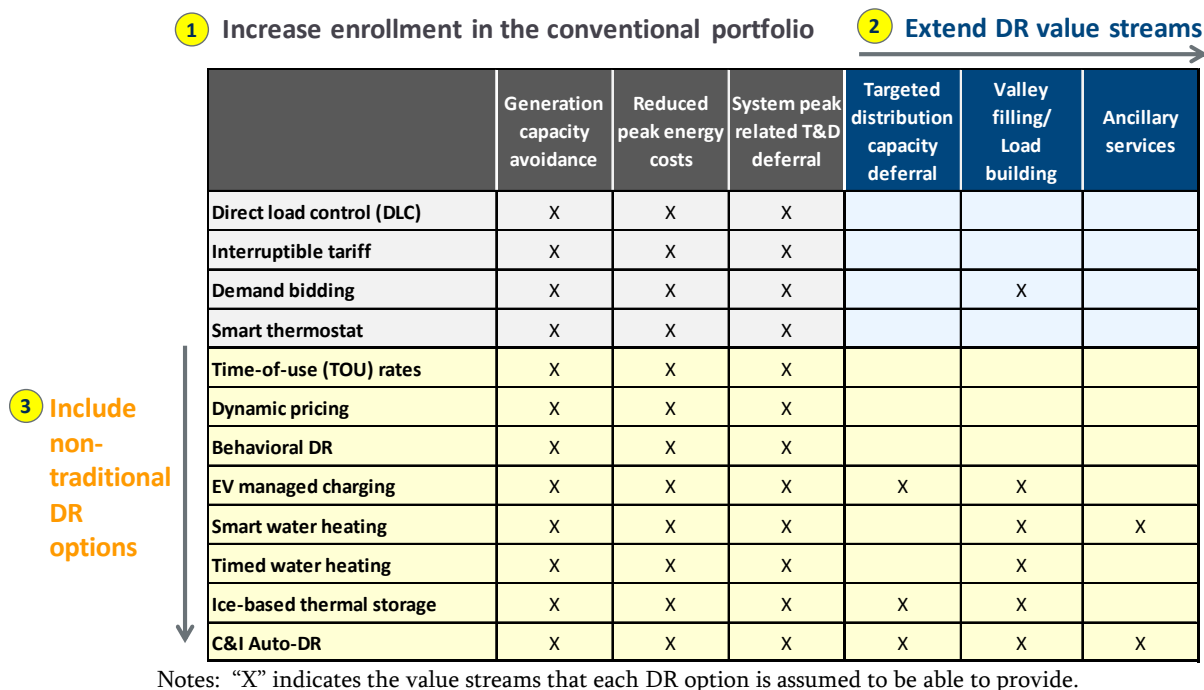 1 Increase enrollment in the conventional portfolio
2 Extend DR value streams
Generation capacity avoidance
Reduced peak energy costs
System peak related T&D deferral
Targeted distribution capacity deferral
Valley filling/ Load building
Ancillary services
Direct load control (DLC) X X X
Interruptible tariff X X X
Demand bidding X X X X
Smart thermostat X X X
Time-of-use (TOU) rates X X X
Dynamic pricing X X X
Behavioral DR X X X
EV managed charging X X X X X
Smart water heating X X X X X
Timed water heating X X X X
Ice-based thermal storage X X X X X
C&I Auto-DR X X X X X X
3 Include
non-
traditional
DR
options
Notes: “X” indicates the value streams that each DR option is assumed to be able to provide.